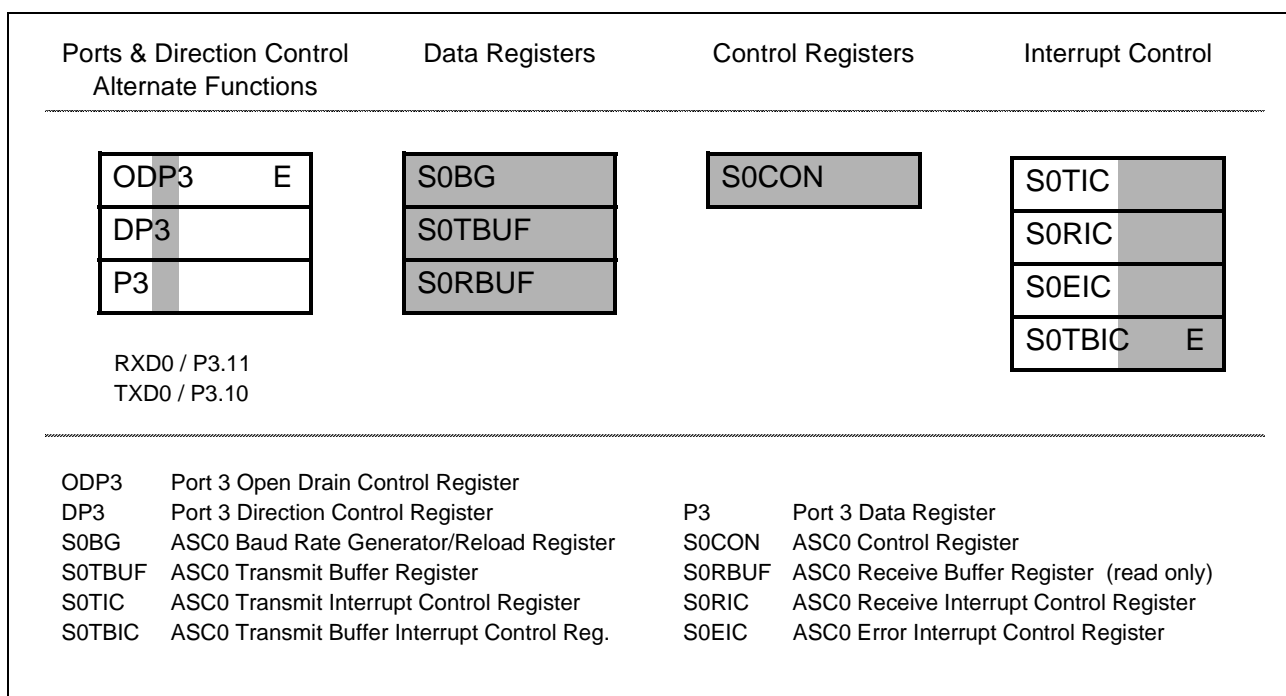 Ports & Direction Control Alternate Functions
Data Registers
Control Registers
Interrupt Control
ODP3 E
DP3
P3
RXD0 / P3.11
TXD0 / P3.10
S0BG
S0TBUF
S0RBUF
S0CON
S0TIC
S0RIC
S0EIC
S0TBIC E
ODP3 Port 3 Open Drain Control Register
DP3 Port 3 Direction Control Register
S0BG ASC0 Baud Rate Generator/Reload Register
S0TBUF ASC0 Transmit Buffer Register
S0TIC ASC0 Transmit Interrupt Control Register
S0TBIC ASC0 Transmit Buffer Interrupt Control Reg.
P3 Port 3 Data Register
S0CON ASC0 Control Register
S0RBUF ASC0 Receive Buffer Register (read only)
S0RIC ASC0 Receive Interrupt Control Register
S0EIC ASC0 Error Interrupt Control Register